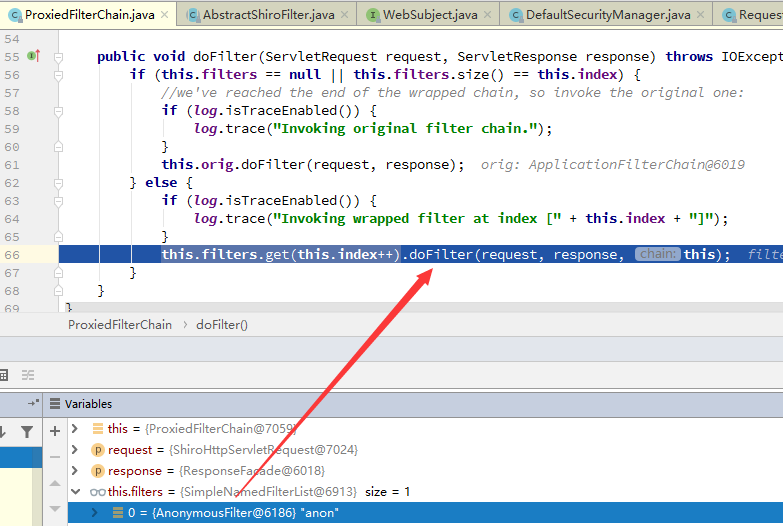 ProxiedFilterChain.java × AbstractShiroFilter.java × WebSubject.java × DefaultSecurityManager.java × Request
54
55 public void doFilter(ServletRequest request, ServletResponse response) throws IOExcept
56 if (this.filters == null || this.filters.size() == this.index) {
57 //we've reached the end of the wrapped chain, so invoke the original one:
58 if (log.isTraceEnabled()) {
59 log.trace("Invoking original filter chain.");
60 }
61 this.orig.doFilter(request, response); orig: ApplicationFilterChain@6019
62 } else {
63 if (log.isTraceEnabled()) {
64 log.trace("Invoking wrapped filter at index [" + this.index + "]");
65 }
66 this.filters.get(this.index++).doFilter(request, response, chain: this); filte
67 }
68 }
69 }
ProxiedFilterChain › doFilter()
Variables
this = {ProxiedFilterChain@7059}
p request = {ShiroHttpServletRequest@7024}
p response = {ResponseFacade@6018}
this.filters = {SimpleNamedFilterList@6913} size = 1
0 = {AnonymousFilter@6186} "anon"